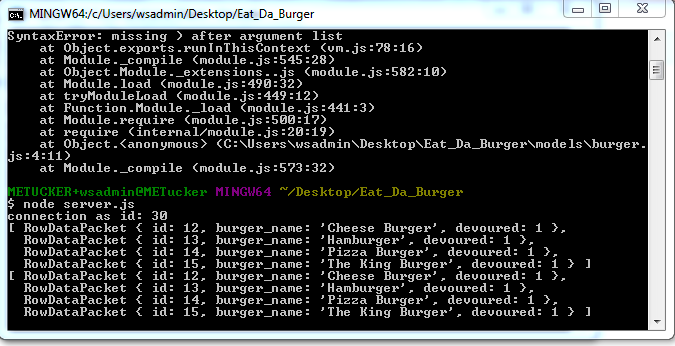 MINGW64:/c/Users/wsadmin/Desktop/Eat_Da_Burger
SyntaxError: missing ) after argument list
at Object.exports.runInThisContext (vm.js:78:16)
at Module._compile (module.js:545:28)
at Object.Module._extensions..js (module.js:582:10)
at Module.load (module.js:490:32)
at tryModuleLoad (module.js:449:12)
at Function.Module._load (module.js:441:3)
at Module.require (module.js:500:17)
at require (internal/module.js:20:19)
at Object.<anonymous> (C:\Users\wsadmin\Desktop\Eat_Da_Burger\models\burger.
js:4:11)
at Module._compile (module.js:573:32)
METUCKER+wsadmin@METucker MINGW64 ~/Desktop/Eat_Da_Burger
$ node server.js
connection as id: 30
[ RowDataPacket { id: 12, burger_name: 'Cheese Burger', devoured: 1 },
RowDataPacket { id: 13, burger_name: 'Hamburger', devoured: 1 },
RowDataPacket { id: 14, burger_name: 'Pizza Burger', devoured: 1 },
RowDataPacket { id: 15, burger_name: 'The King Burger', devoured: 1 } ]
[ RowDataPacket { id: 12, burger_name: 'Cheese Burger', devoured: 1 },
RowDataPacket { id: 13, burger_name: 'Hamburger', devoured: 1 },
RowDataPacket { id: 14, burger_name: 'Pizza Burger', devoured: 1 },
RowDataPacket { id: 15, burger_name: 'The King Burger', devoured: 1 } ]